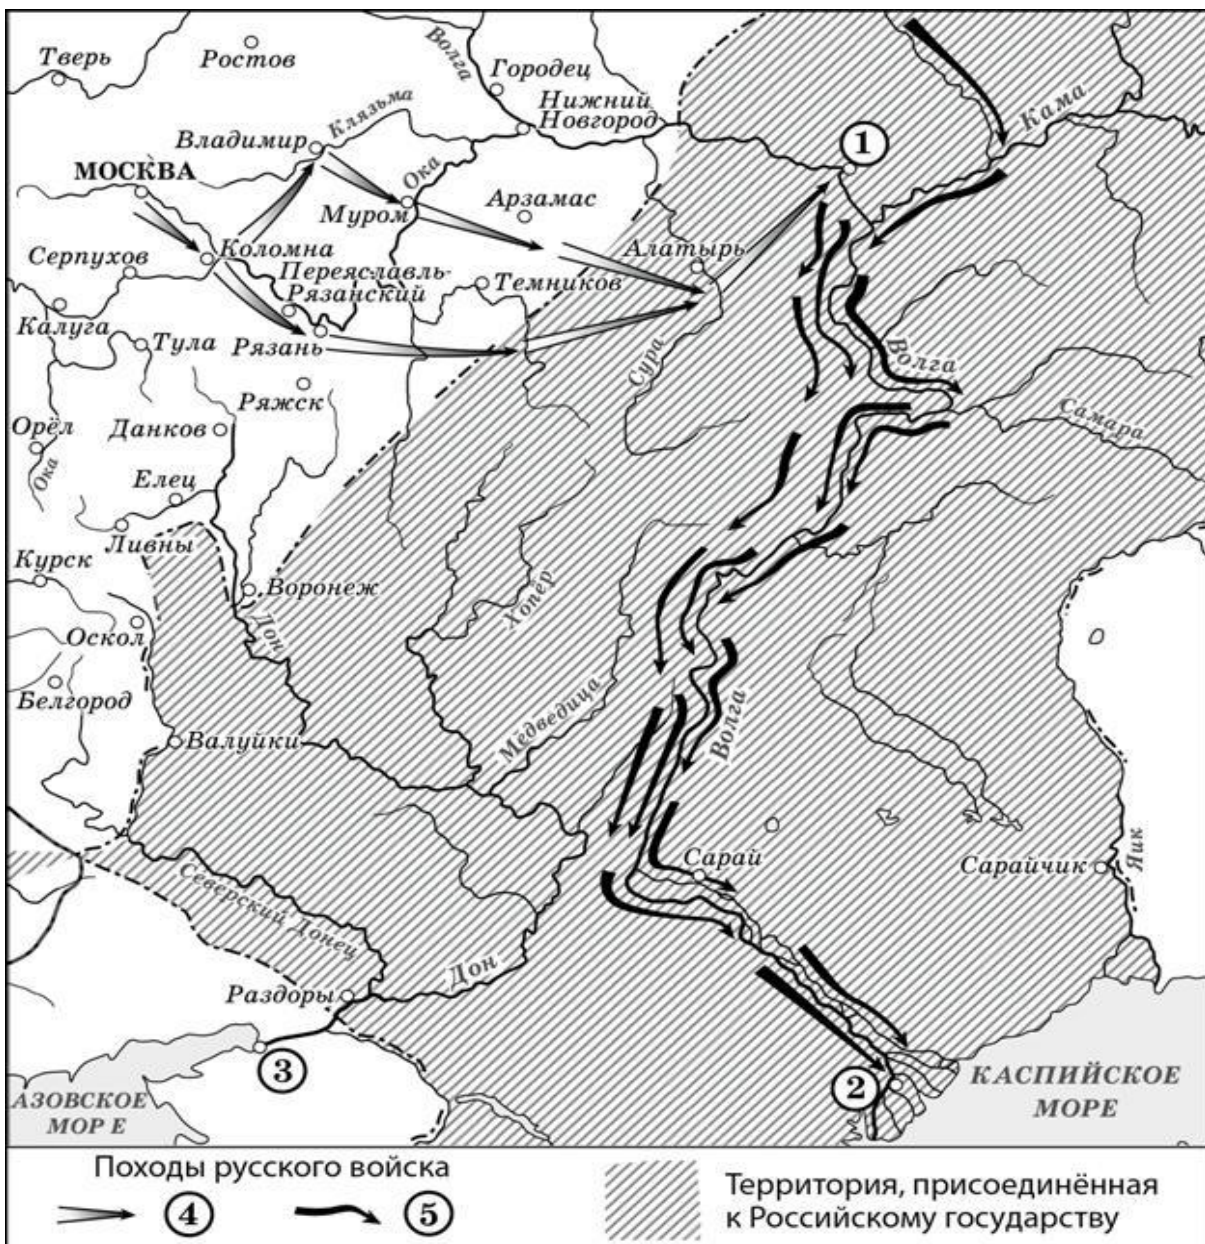 Тверь
Ростов
Волга
Городец
Нижний
Новгород
Кама
Владимир
Клязьма
МОСКВА
Ока
Муром
Арзамас
1
Серпухов
Коломна
Переяславль-
Рязанский
Алатырь
Темников
Калуга
Тула
Рязань
Сура
Волга
Ряжск
Орёл
Данков
Самара
Ока
Елец
Ливны
Курск
Воронеж
Хопёр
Оскол
Дон
Белгород
Медведица
Волга
Валуйки
Сарай
Сарайчик
Яик
Северский Донец
Дон
Раздоры
3
2
АЗОВСКОЕ
МОРЕ
КАСПИЙСКОЕ
МОРЕ
Походы русского войска
4
5
Территория, присоединённая
к Российскому государству